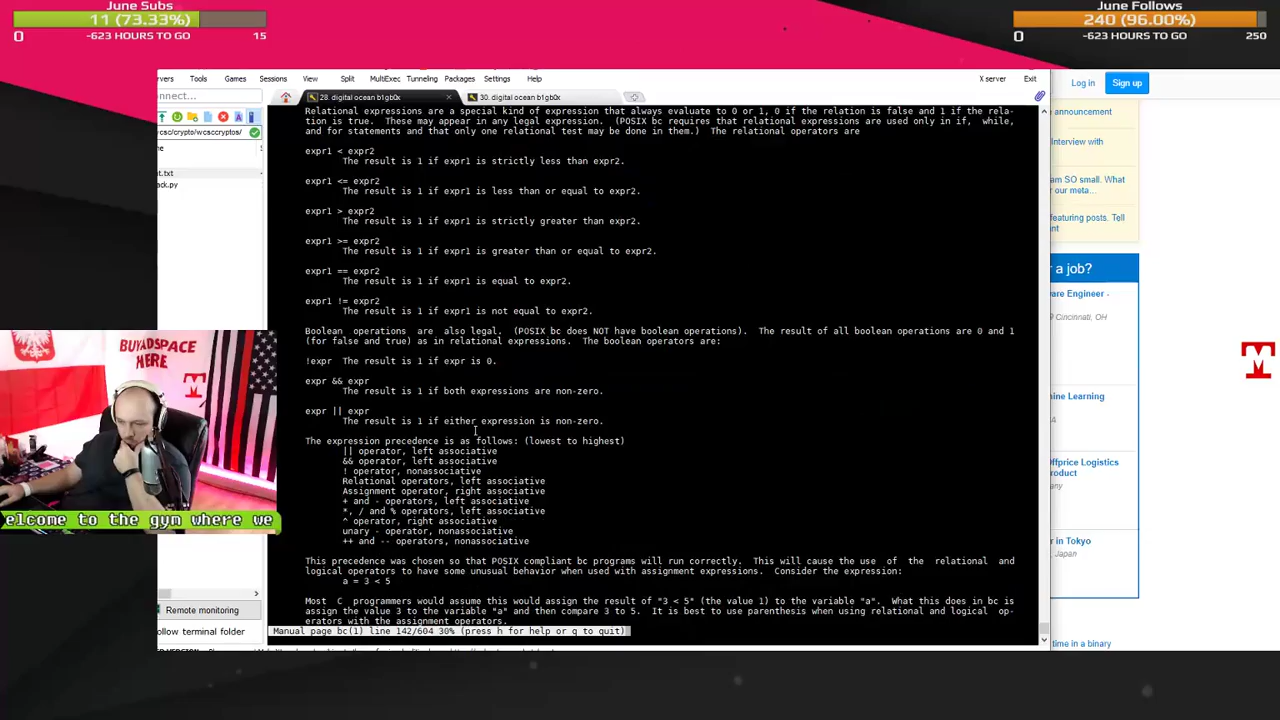 June Subs
11 (73.33%)
-623 HOURS TO GO
0
15
June Follows
240 (96.00%)
-623 HOURS TO GO
0
250
ervers Tools Games Sessions View Split MultiExec Tunneling Packages Settings Help
X server Exit
onnect...
28. digital ocean b1gb0x
30. digital ocean b1gb0x
Log in
Sign up
wcsc/crypto/wcsccryptos/
me
nt.txt
ack.py
Relational expressions are a special kind of expression that always evaluate to 0 or 1, 0 if the relation is false and 1 if the rela-
tion is true. These may appear in any legal expression. (POSIX bc requires that relational expressions are used only in if, while,
and for statements and that only one relational test may be done in them.) The relational operators are
expr1 < expr2
The result is 1 if expr1 is strictly less than expr2.
expr1 <= expr2
The result is 1 if expr1 is less than or equal to expr2.
expr1 > expr2
The result is 1 if expr1 is strictly greater than expr2.
expr1 >= expr2
The result is 1 if expr1 is greater than or equal to expr2.
expr1 == expr2
The result is 1 if expr1 is equal to expr2.
expr1 != expr2
The result is 1 if expr1 is not equal to expr2.
Boolean operations are also legal. (POSIX bc does NOT have boolean operations). The result of all boolean operations are 0 and 1
(for false and true) as in relational expressions. The boolean operators are:
!expr The result is 1 if expr is 0.
expr && expr
The result is 1 if both expressions are non-zero.
expr || expr
The result is 1 if either expression is non-zero.
The expression precedence is as follows: (lowest to highest)
|| operator, left associative
&& operator, left associative
! operator, nonassociative
Relational operators, left associative
Assignment operator, right associative
+ and - operators, left associative
*, / and % operators, left associative
^ operator, right associative
unary - operator, nonassociative
++ and -- operators, nonassociative
This precedence was chosen so that POSIX compliant bc programs will run correctly. This will cause the use of the relational and
logical operators to have some unusual behavior when used with assignment expressions. Consider the expression:
a = 3 < 5
Most C programmers would assume this would assign the result of "3 < 5" (the value 1) to the variable "a". What this does in bc is
assign the value 3 to the variable "a" and then compare 3 to 5. It is best to use parenthesis when using relational and logical op-
erators with the assignment operators.
Manual page bc(1) line 142/604 30% (press h for help or q to quit)
announcement
Interview with
am SO small. What
our meta...
featuring posts. Tell
nt
r a job?
ware Engineer -
Cincinnati, OH
hine Learning
A
Offprice Logistics
roduct
any
er in Tokyo
, Japan
time in a binary
BUY ADSPACE
HERE
elcome to the gym where we
Remote monitoring
ollow terminal folder